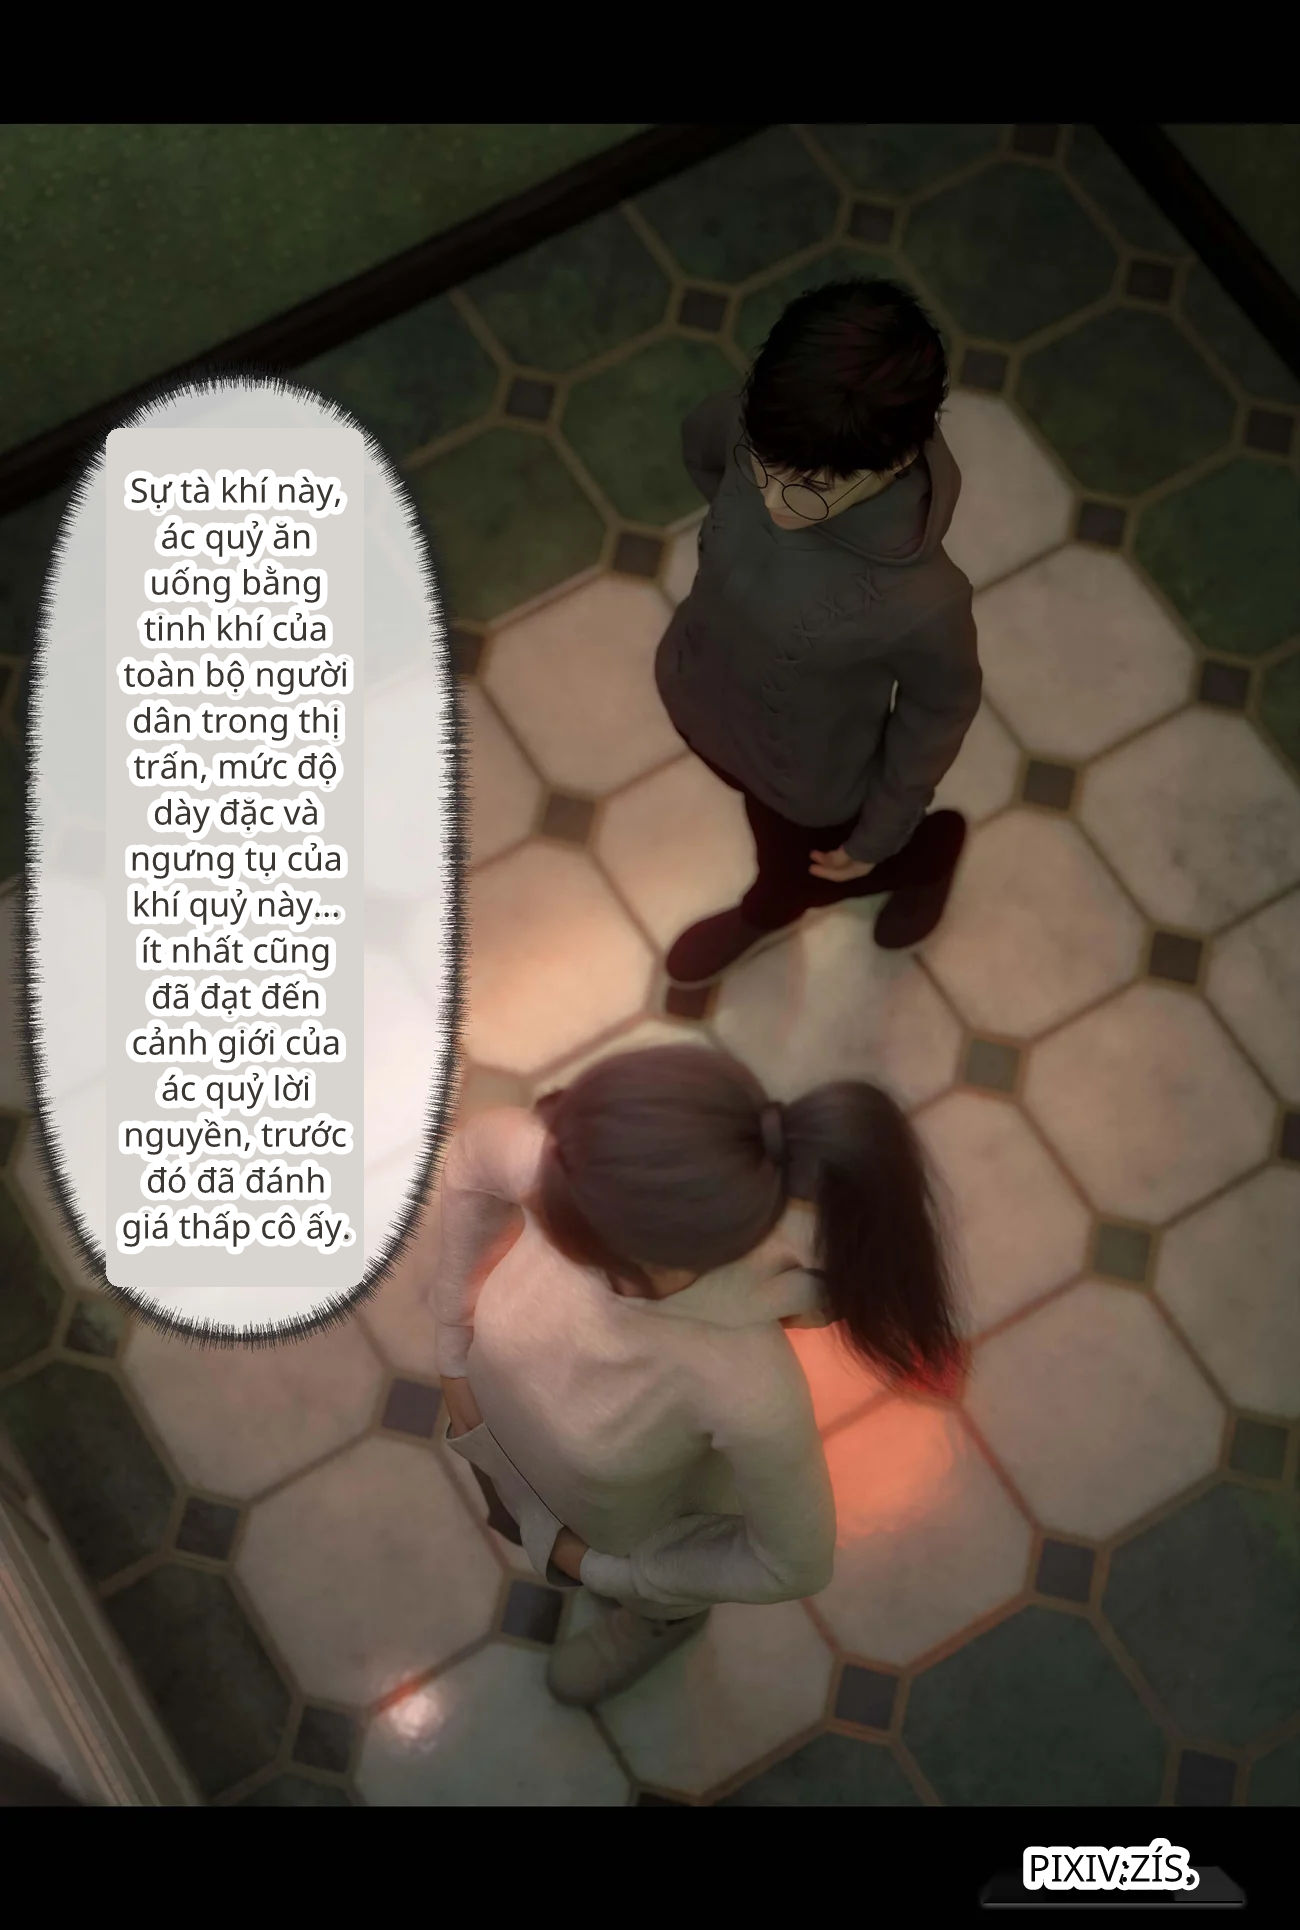 Sự tà khí này,
ác quỷ ăn
uống bằng
tinh khí của
toàn bộ người
dân trong thị
trấn, mức độ
dày đặc và
ngưng tụ của
khí quỷ này...
ít nhất cũng
đã đạt đến
cảnh giới của
ác quỷ lời
nguyền, trước
đó đã đánh
giá thấp cô ấy.
PIXIV:ZÍS,